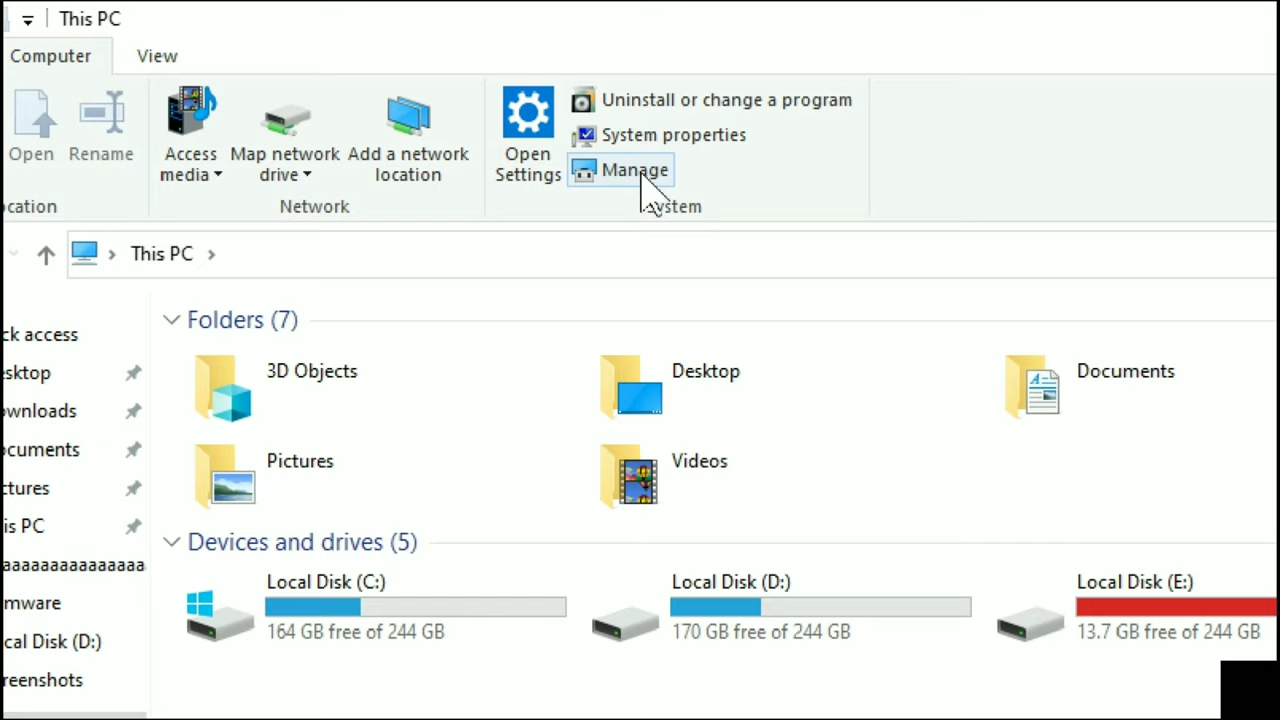 This PC
Computer
View
Open
Rename
Access
media
Map network
drive
Add a network
location
Open
Settings
Uninstall or change a program
System properties
Manage
cation
Network
ystem
This PC
Folders (7)
3D Objects
Desktop
Documents
Pictures
Videos
Devices and drives (5)
Local Disk (C:)
164 GB free of 244 GB
Local Disk (D:)
170 GB free of 244 GB
Local Disk (E:)
13.7 GB free of 244 GB
ck access
esktop
ownloads
ocuments
ctures
is PC
aaaaaaaaaaaaaaa
mware
cal Disk (D:)
reenshots